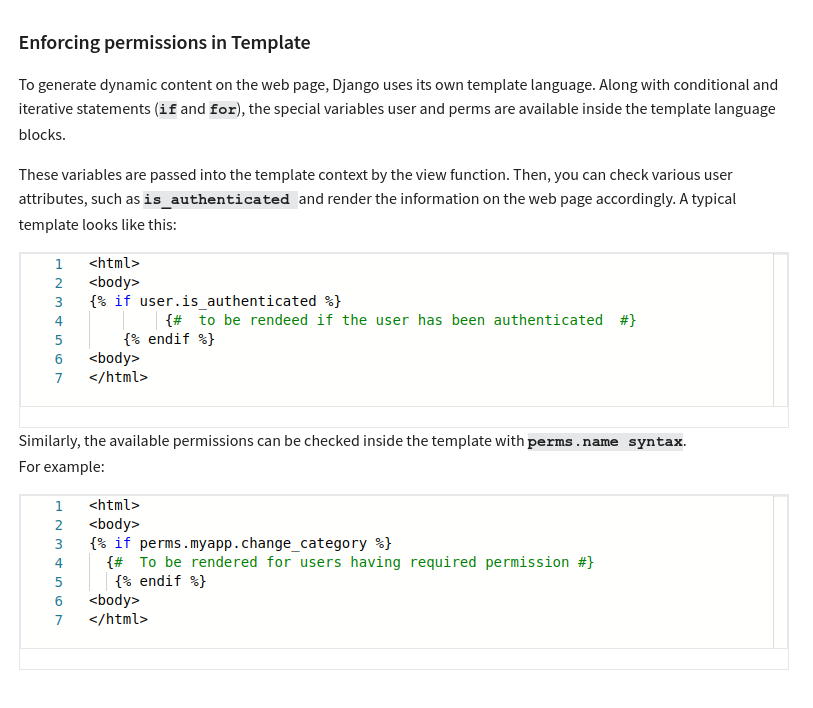 Enforcing permissions in Template
To generate dynamic content on the web page, Django uses its own template language. Along with conditional and
iterative statements (if and for), the special variables user and perms are available inside the template language
blocks.
These variables are passed into the template context by the view function. Then, you can check various user
attributes, such as is_authenticated and render the information on the web page accordingly. A typical
template looks like this:
1 <html>
2 <body>
3 {% if user.is_authenticated %}
4 {# to be rendeed if the user has been authenticated #}
5 {% endif %}
6 <body>
7 </html>
Similarly, the available permissions can be checked inside the template with perms.name syntax.
For example:
1 <html>
2 <body>
3 {% if perms.myapp.change_category %}
4 {# To be rendered for users having required permission #}
5 {% endif %}
6 <body>
7 </html>